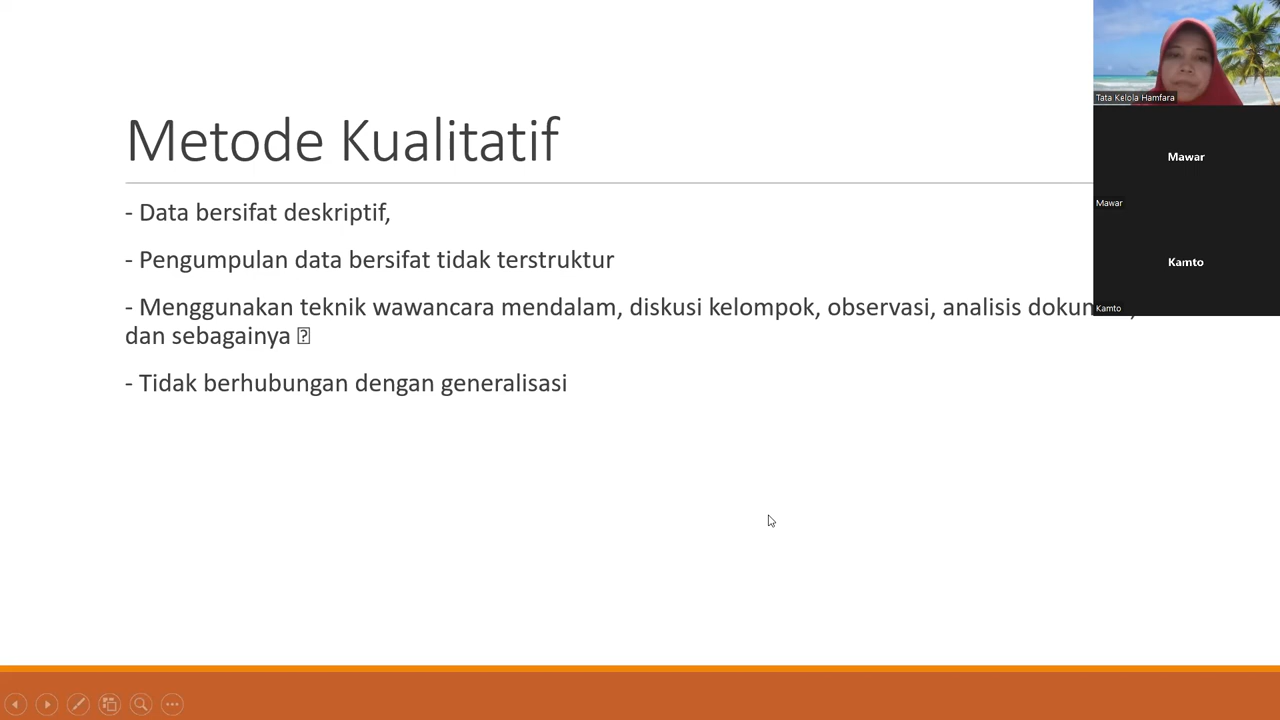 Metode Kualitatif
- Data bersifat deskriptif,
- Pengumpulan data bersifat tidak terstruktur
- Menggunakan teknik wawancara mendalam, diskusi kelompok, observasi, analisis
dan sebagainya
- Tidak berhubungan dengan generalisasi
Tata Kelola Hamfara
Mawar
Mawar
Kamto
Kamto